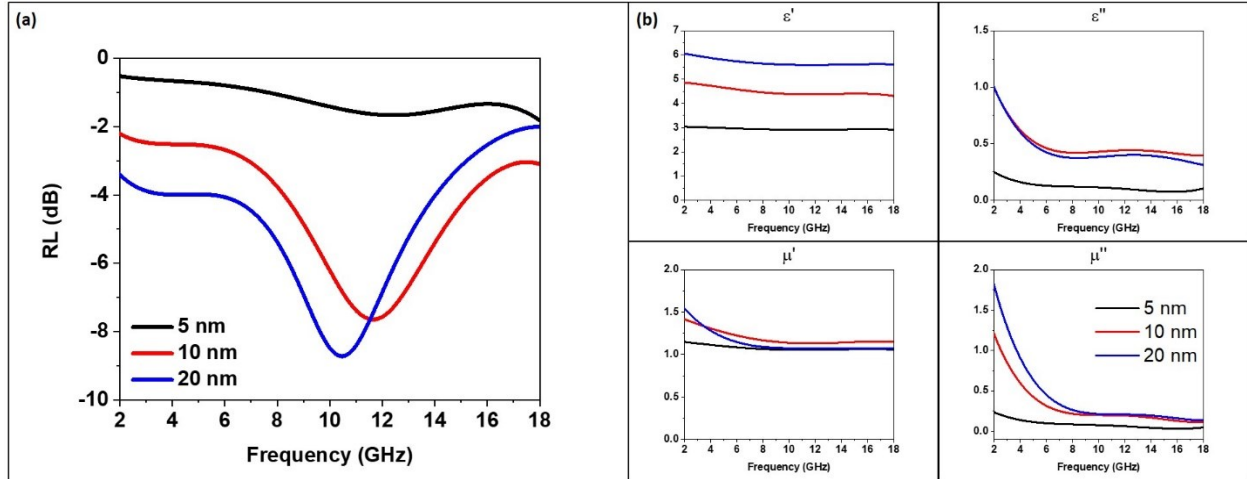 (a)
0
-2
-4
-6
-8
-10
RL (dB)
5 nm
10 nm
20 nm
2 4 6 8 10 12 14 16 18
Frequency (GHz)
(b)
ε'
7
6
5
4
3
2
1
0
2 4 6 8 10 12 14 16 18
Frequency (GHz)
ε''
1.5
1.0
0.5
0.0
2 4 6 8 10 12 14 16 18
Frequency (GHz)
μ'
2.0
1.5
1.0
0.5
0.0
2 4 6 8 10 12 14 16 18
Frequency (GHz)
μ''
2.0
1.5
1.0
0.5
0.0
5 nm
10 nm
20 nm
2 4 6 8 10 12 14 16 18
Frequency (GHz)